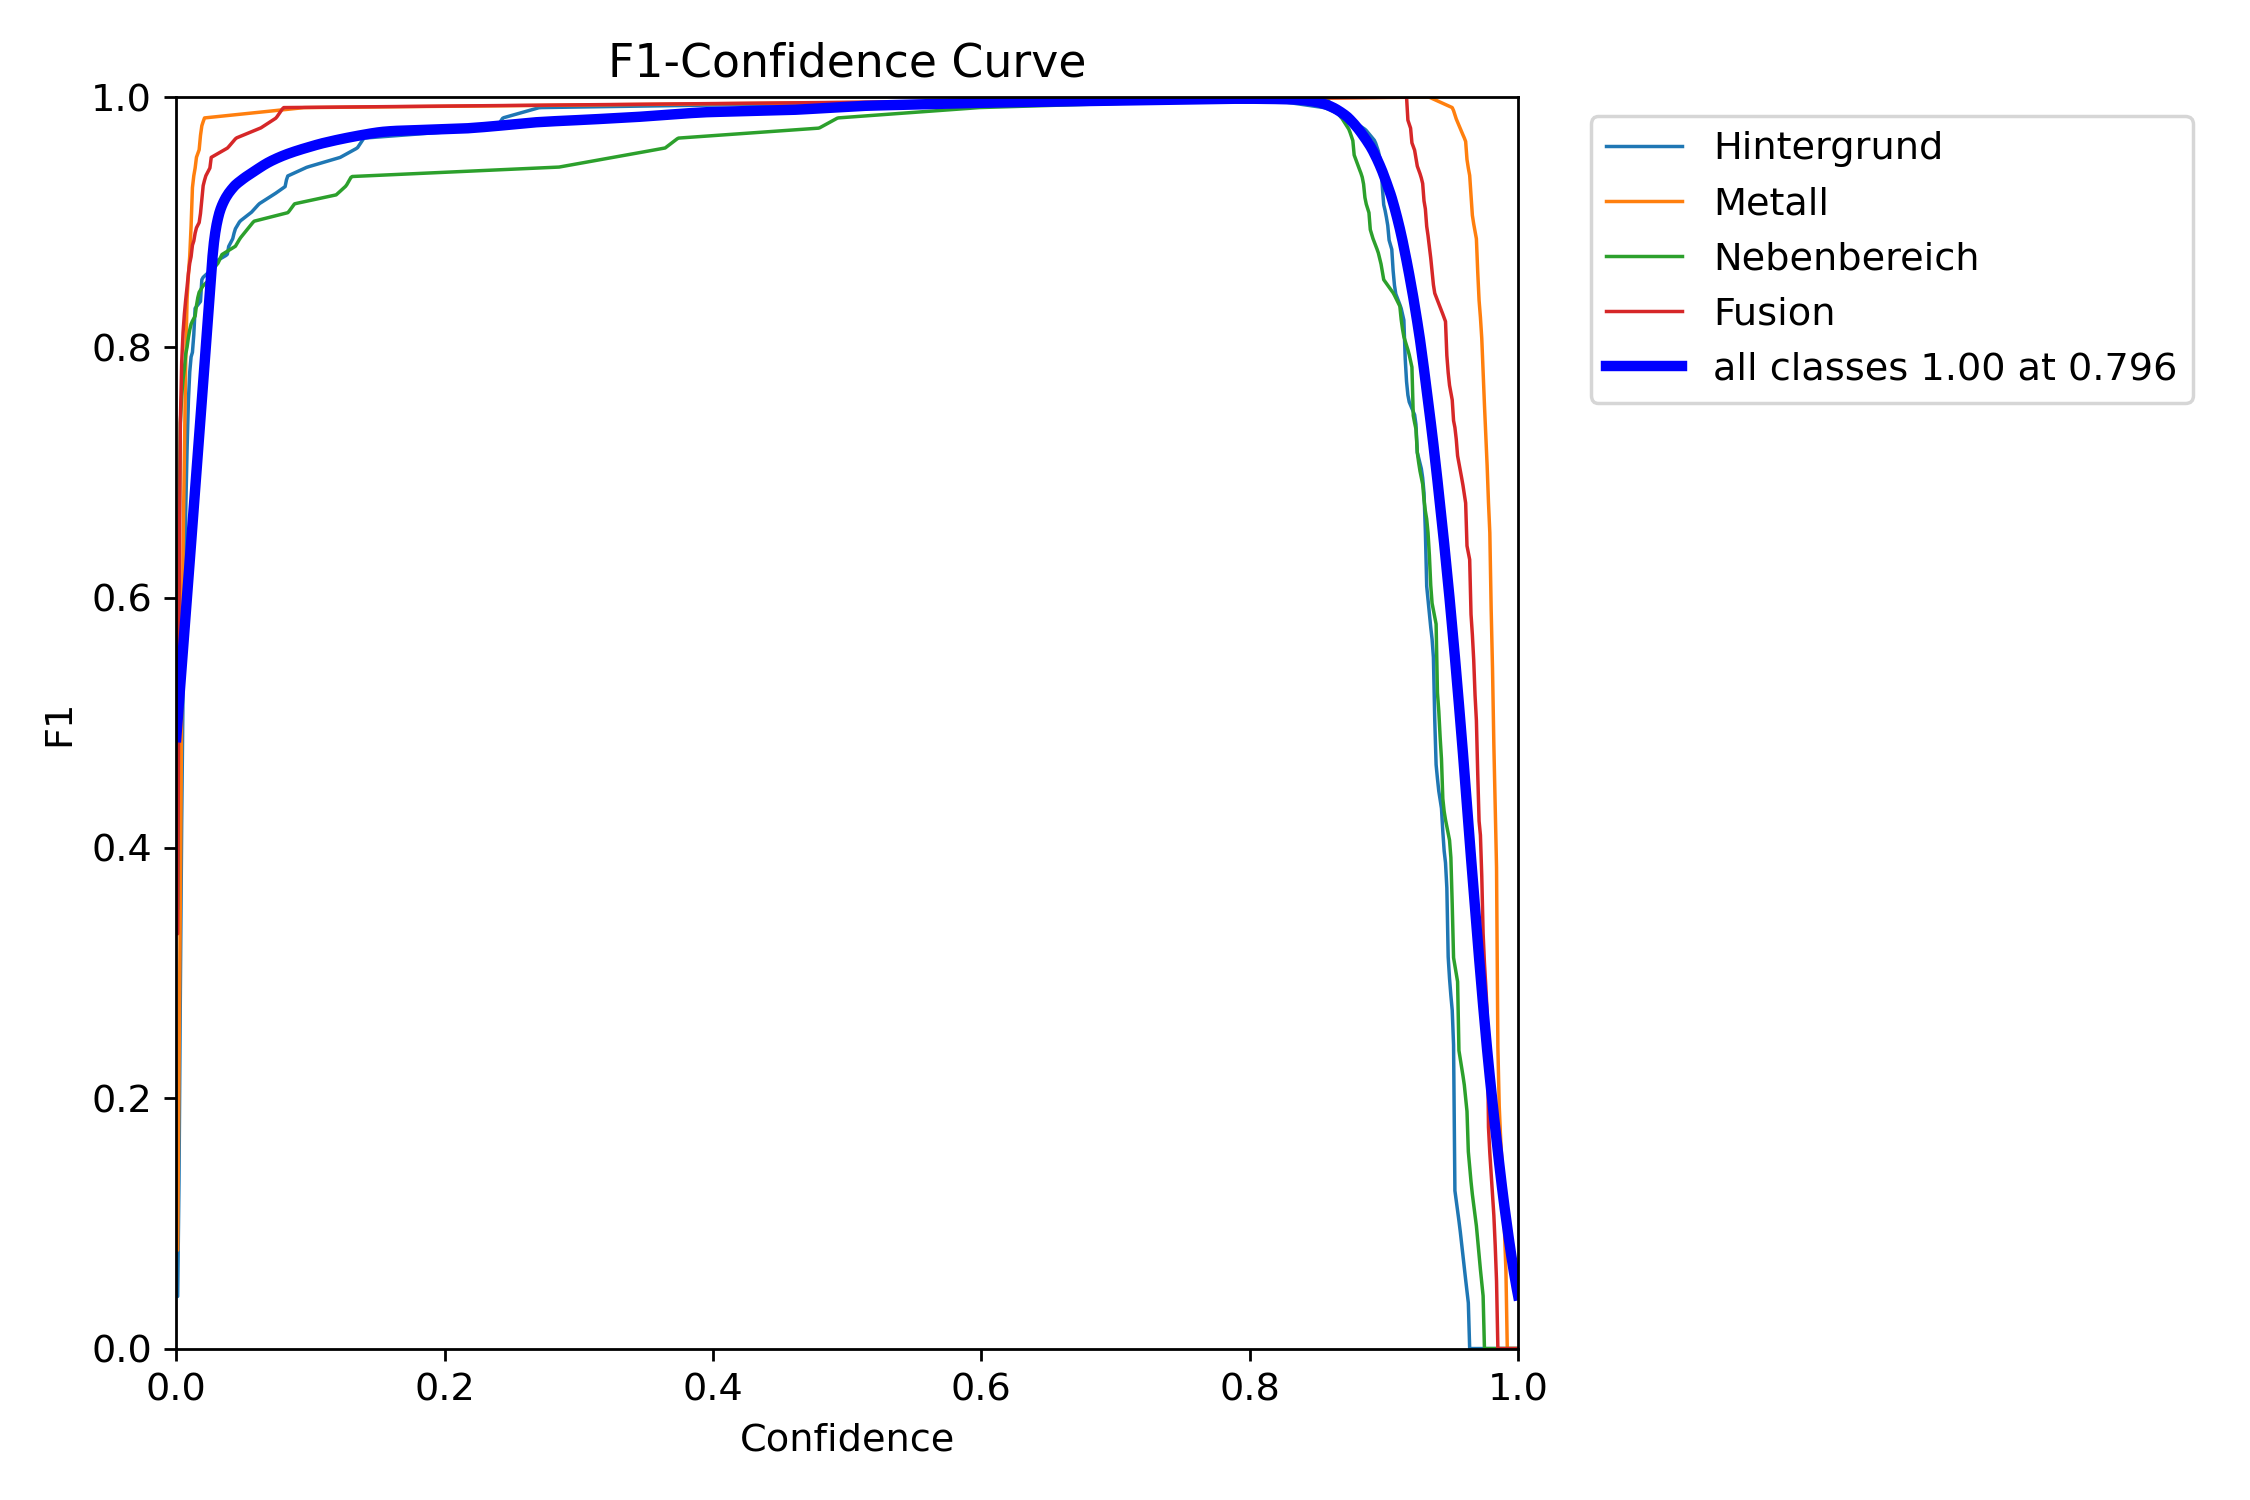 F1-Confidence Curve
1.0
0.8
0.6
0.4
0.2
0.0
F1
0.0 0.2 0.4 0.6 0.8 1.0
Confidence
Hintergrund
Metall
Nebenbereich
Fusion
all classes 1.00 at 0.796